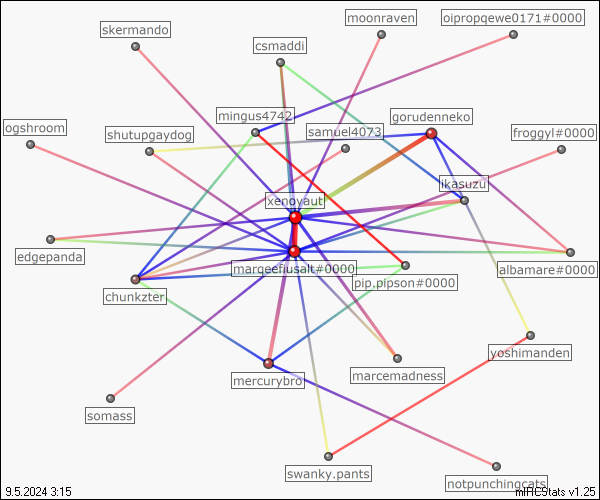 moonraven
oipropqewe0171#0000
skermando
csmaddi
mingus4742
gorudenneko
ogshroom
shutupgaydog
samuel4073
froggyl#0000
ikasuzu
xenoyaut
edgepanda
marqeefiusalt#0000
albamare#0000
chunkzter
pip.pipson#0000
yoshimanden
mercurybro
marcemadness
somass
swanky.pants
notpunchingcats
9.5.2024 3:15
mIRCStats v1.25